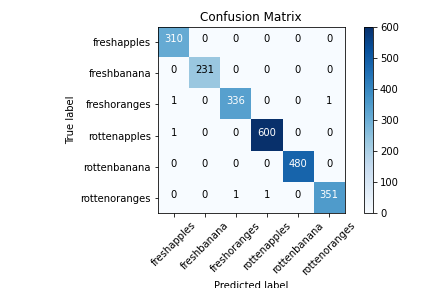 Confusion Matrix
True label
freshapples 310 0 0 0 0 0
freshbanana 0 231 0 0 0 0
freshoranges 1 0 336 0 0 1
rottenapples 1 0 0 600 0 0
rottenbanana 0 0 0 0 480 0
rottenoranges 0 0 1 1 0 351
freshapples
freshbanana
freshoranges
rottenapples
rottenbanana
rottenoranges
Predicted label
600
500
400
300
200
100
0